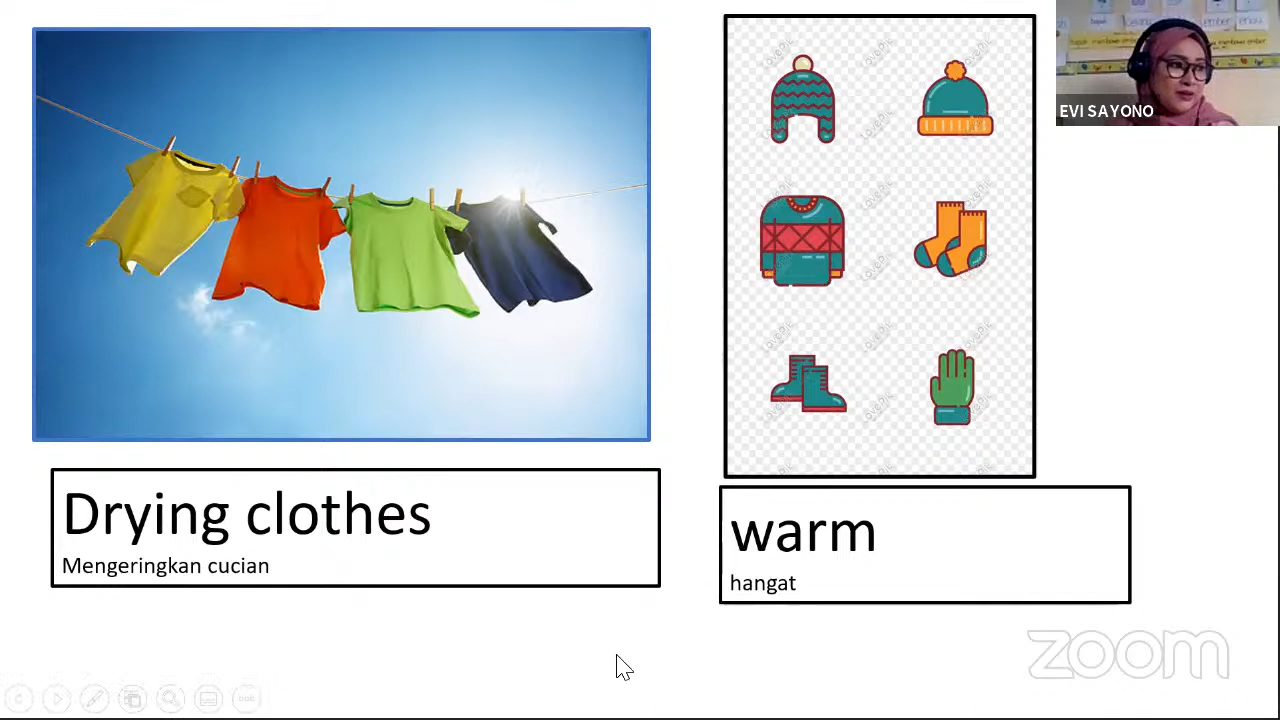 Drying clothes
Mengeringkan cucian
warm
hangat
EVI SAYONO
zoom